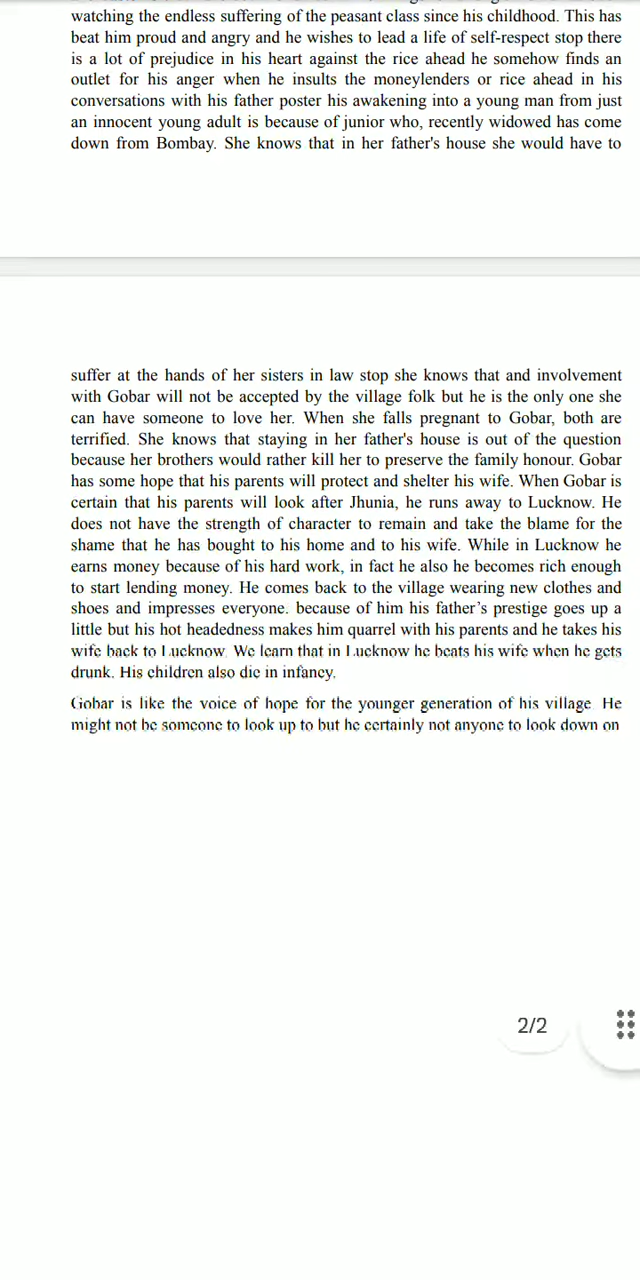 watching the endless suffering of the peasant class since his childhood. This has
beat him proud and angry and he wishes to lead a life of self-respect stop there
is a lot of prejudice in his heart against the rice ahead he somehow finds an
outlet for his anger when he insults the moneylenders or rice ahead in his
conversations with his father poster his awakening into a young man from just
an innocent young adult is because of junior who, recently widowed has come
down from Bombay. She knows that in her father's house she would have to
suffer at the hands of her sisters in law stop she knows that and involvement
with Gobar will not be accepted by the village folk but he is the only one she
can have someone to love her. When she falls pregnant to Gobar, both are
terrified. She knows that staying in her father's house is out of the question
because her brothers would rather kill her to preserve the family honour. Gobar
has some hope that his parents will protect and shelter his wife. When Gobar is
certain that his parents will look after Jhunia, he runs away to Lucknow. He
does not have the strength of character to remain and take the blame for the
shame that he has bought to his home and to his wife. While in Lucknow he
earns money because of his hard work, in fact he also he becomes rich enough
to start lending money. He comes back to the village wearing new clothes and
shoes and impresses everyone. because of him his father’s prestige goes up a
little but his hot headedness makes him quarrel with his parents and he takes his
wife back to Lucknow. We learn that in Lucknow he beats his wife when he gets
drunk. His children also die in infancy.
Gobar is like the voice of hope for the younger generation of his village. He
might not be someone to look up to but he certainly not anyone to look down on
2/2